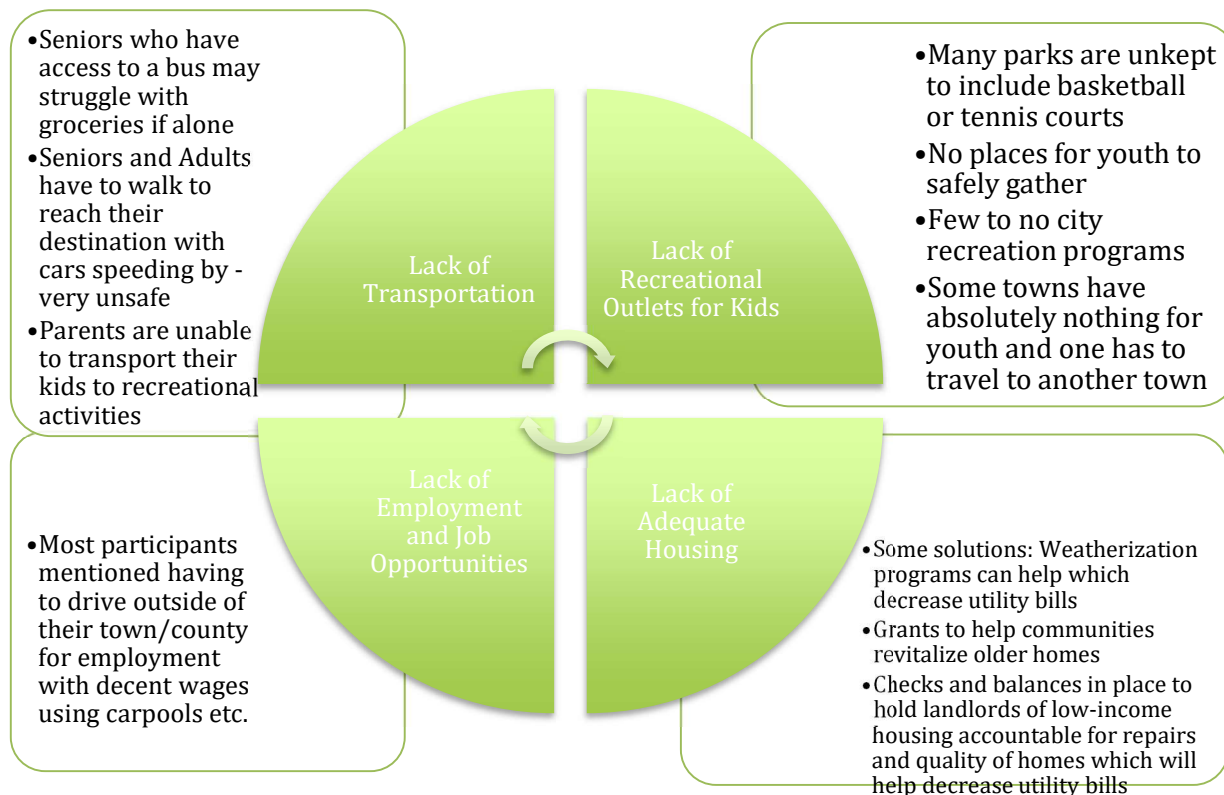 •Seniors who have
access to a bus may
struggle with
groceries if alone
•Seniors and Adults
have to walk to
reach their
destination with
cars speeding by -
very unsafe
•Parents are unable
to transport their
kids to recreational
activities
Lack of
Transportation
Lack of
Recreational
Outlets for Kids
•Many parks are unkept
to include basketball
or tennis courts
•No places for youth to
safely gather
•Few to no city
recreation programs
•Some towns have
absolutely nothing for
youth and one has to
travel to another town
•Most participants
mentioned having
to drive outside of
their town/county
for employment
with decent wages
using carpools etc.
Lack of
Employment
and Job
Opportunities
Lack of
Adequate
Housing
•Some solutions: Weatherization
programs can help which
decrease utility bills
•Grants to help communities
revitalize older homes
•Checks and balances in place to
hold landlords of low-income
housing accountable for repairs
and quality of homes which will
help decrease utility bills